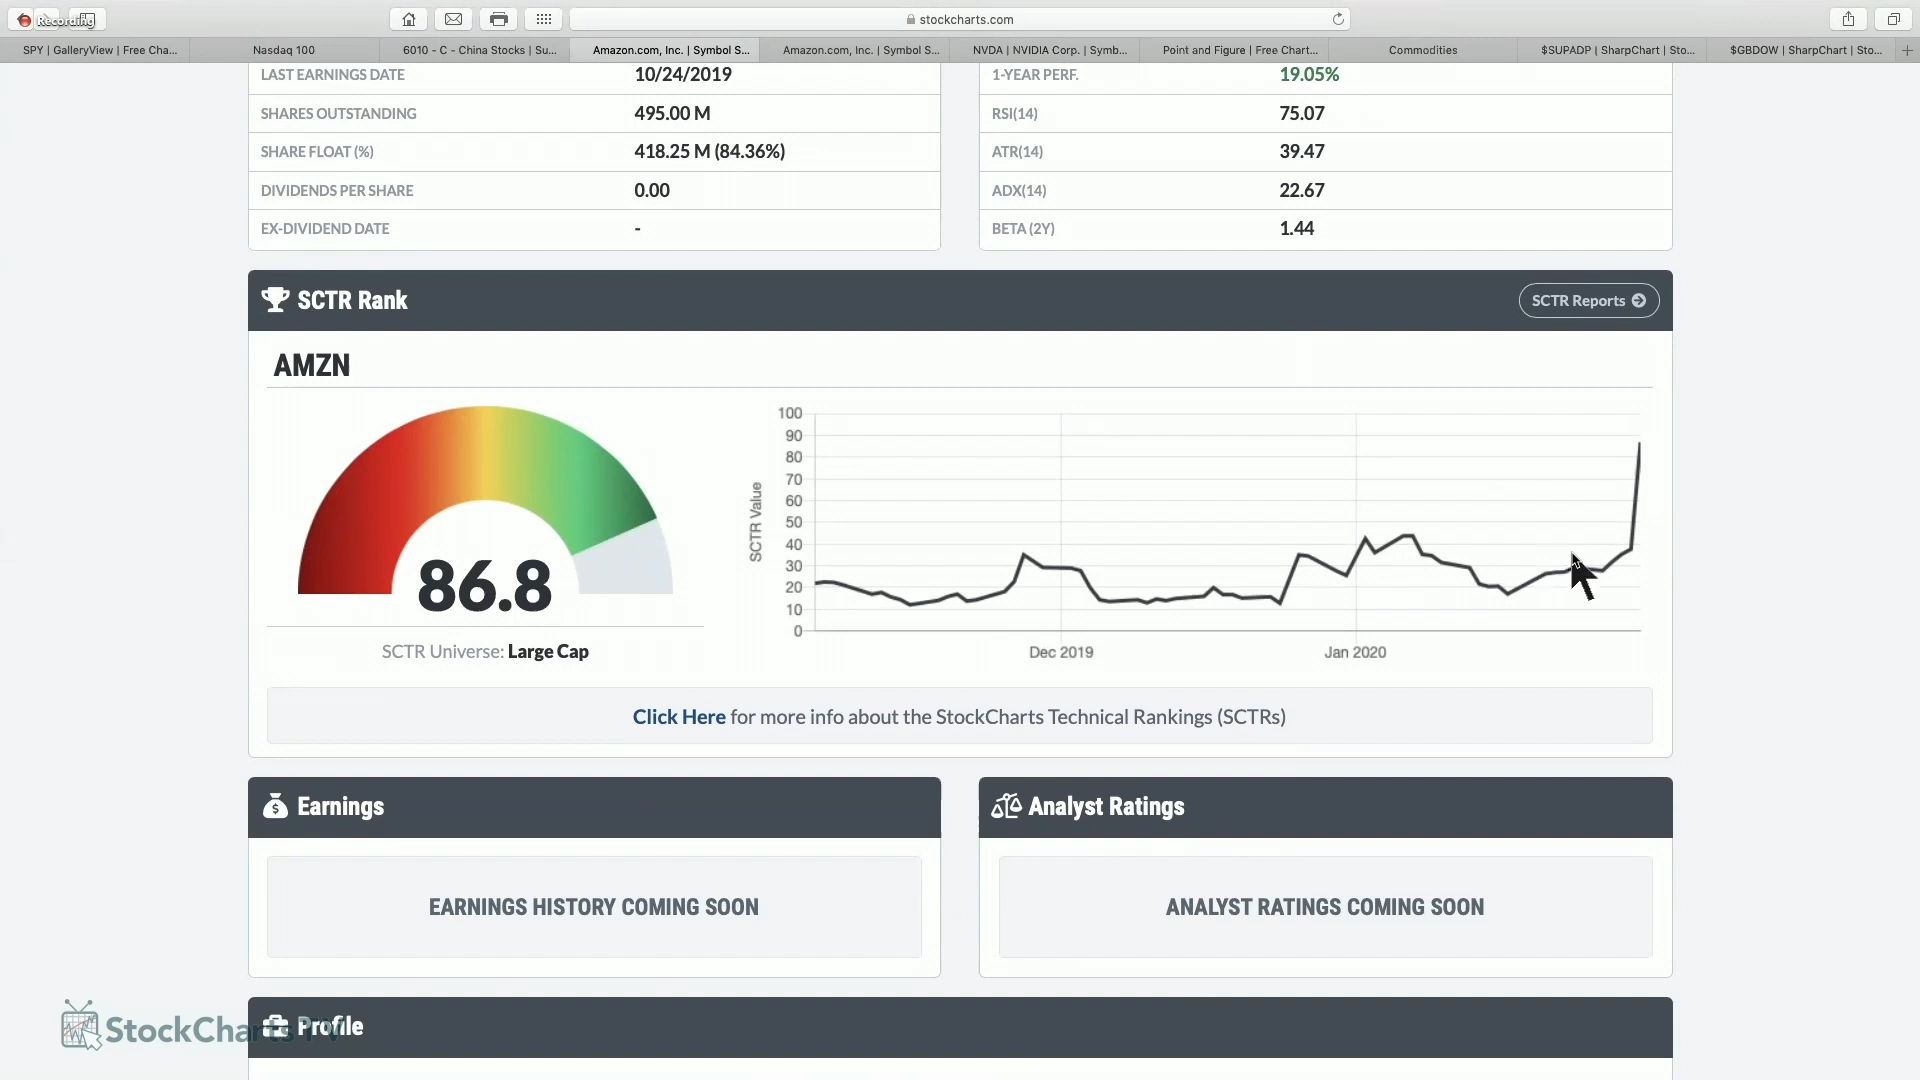 Recording
stockcharts.com
SPY | GalleryView | Free Cha...
Nasdaq 100
6010 - C - China Stocks | Su...
Amazon.com, Inc. | Symbol S...
Amazon.com, Inc. | Symbol S...
NVDA | NVIDIA Corp. | Symb...
Point and Figure | Free Chart...
Commodities
$SUPADP | SharpChart | Sto...
$GBDOW | SharpChart | Sto...
LAST EARNINGS DATE 10/24/2019
SHARES OUTSTANDING 495.00 M
SHARE FLOAT (%) 418.25 M (84.36%)
DIVIDENDS PER SHARE 0.00
EX-DIVIDEND DATE -
1-YEAR PERF. 19.05%
RSI(14) 75.07
ATR(14) 39.47
ADX(14) 22.67
BETA (2Y) 1.44
SCTR Rank
SCTR Reports
AMZN
86.8
SCTR Universe: Large Cap
SCTR Value
100
90
80
70
60
50
40
30
20
10
0
Dec 2019 Jan 2020
Click Here for more info about the StockCharts Technical Rankings (SCTRs)
Earnings
EARNINGS HISTORY COMING SOON
Analyst Ratings
ANALYST RATINGS COMING SOON
Profile
StockCharts TV